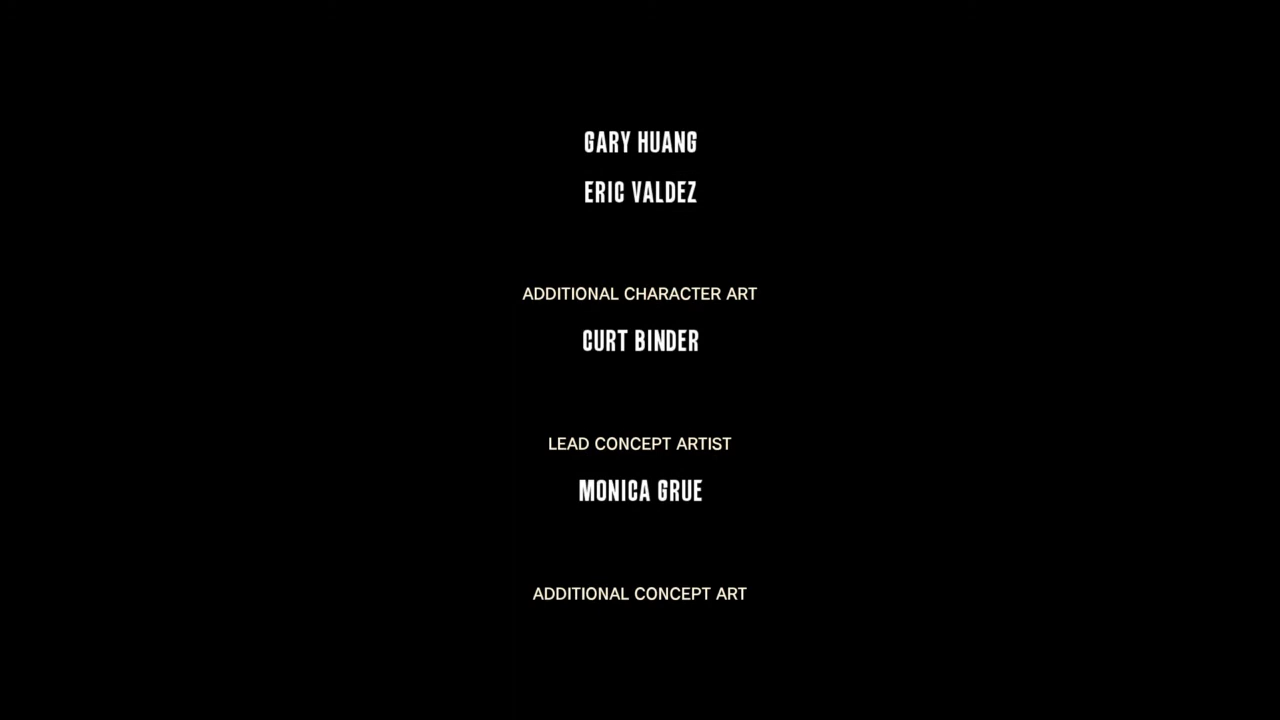 GARY HUANG
ERIC VALDEZ
ADDITIONAL CHARACTER ART
CURT BINDER
LEAD CONCEPT ARTIST
MONICA GRUE
ADDITIONAL CONCEPT ART